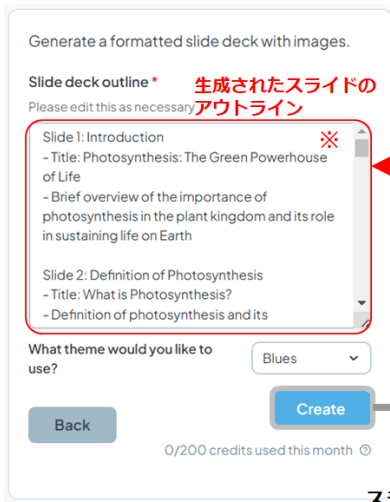 Generate a formatted slide deck with images.
Slide deck outline *
生成されたスライドの
Please edit this as necessary
アウトライン
Slide 1: Introduction
※
- Title: Photosynthesis: The Green Powerhouse
of Life
- Brief overview of the importance of
photosynthesis in the plant kingdom and its role
in sustaining life on Earth
Slide 2: Definition of Photosynthesis
- Title: What is Photosynthesis?
- Definition of photosynthesis and its
What theme would you like to
use?
Blues
Create
Back
0/200 credits used this month